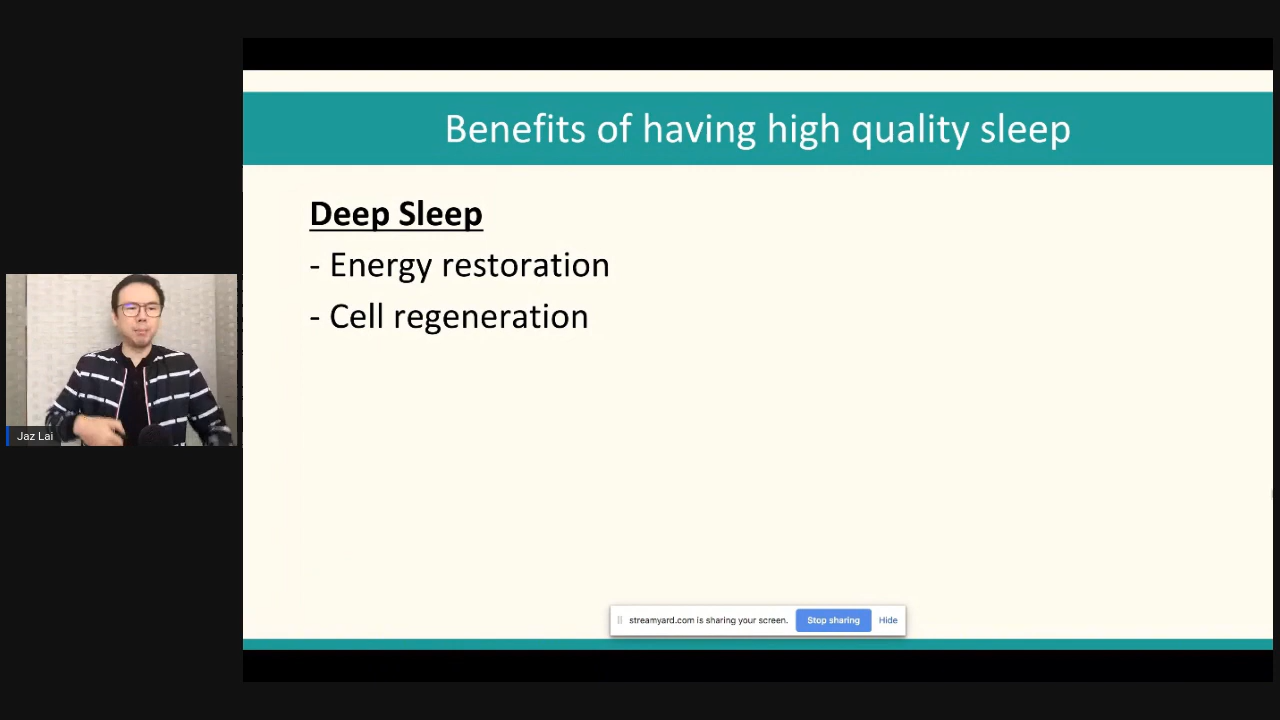 Benefits of having high quality sleep
Deep Sleep
- Energy restoration
- Cell regeneration
Jaz Lai
streamyard.com is sharing your screen. Stop sharing Hide